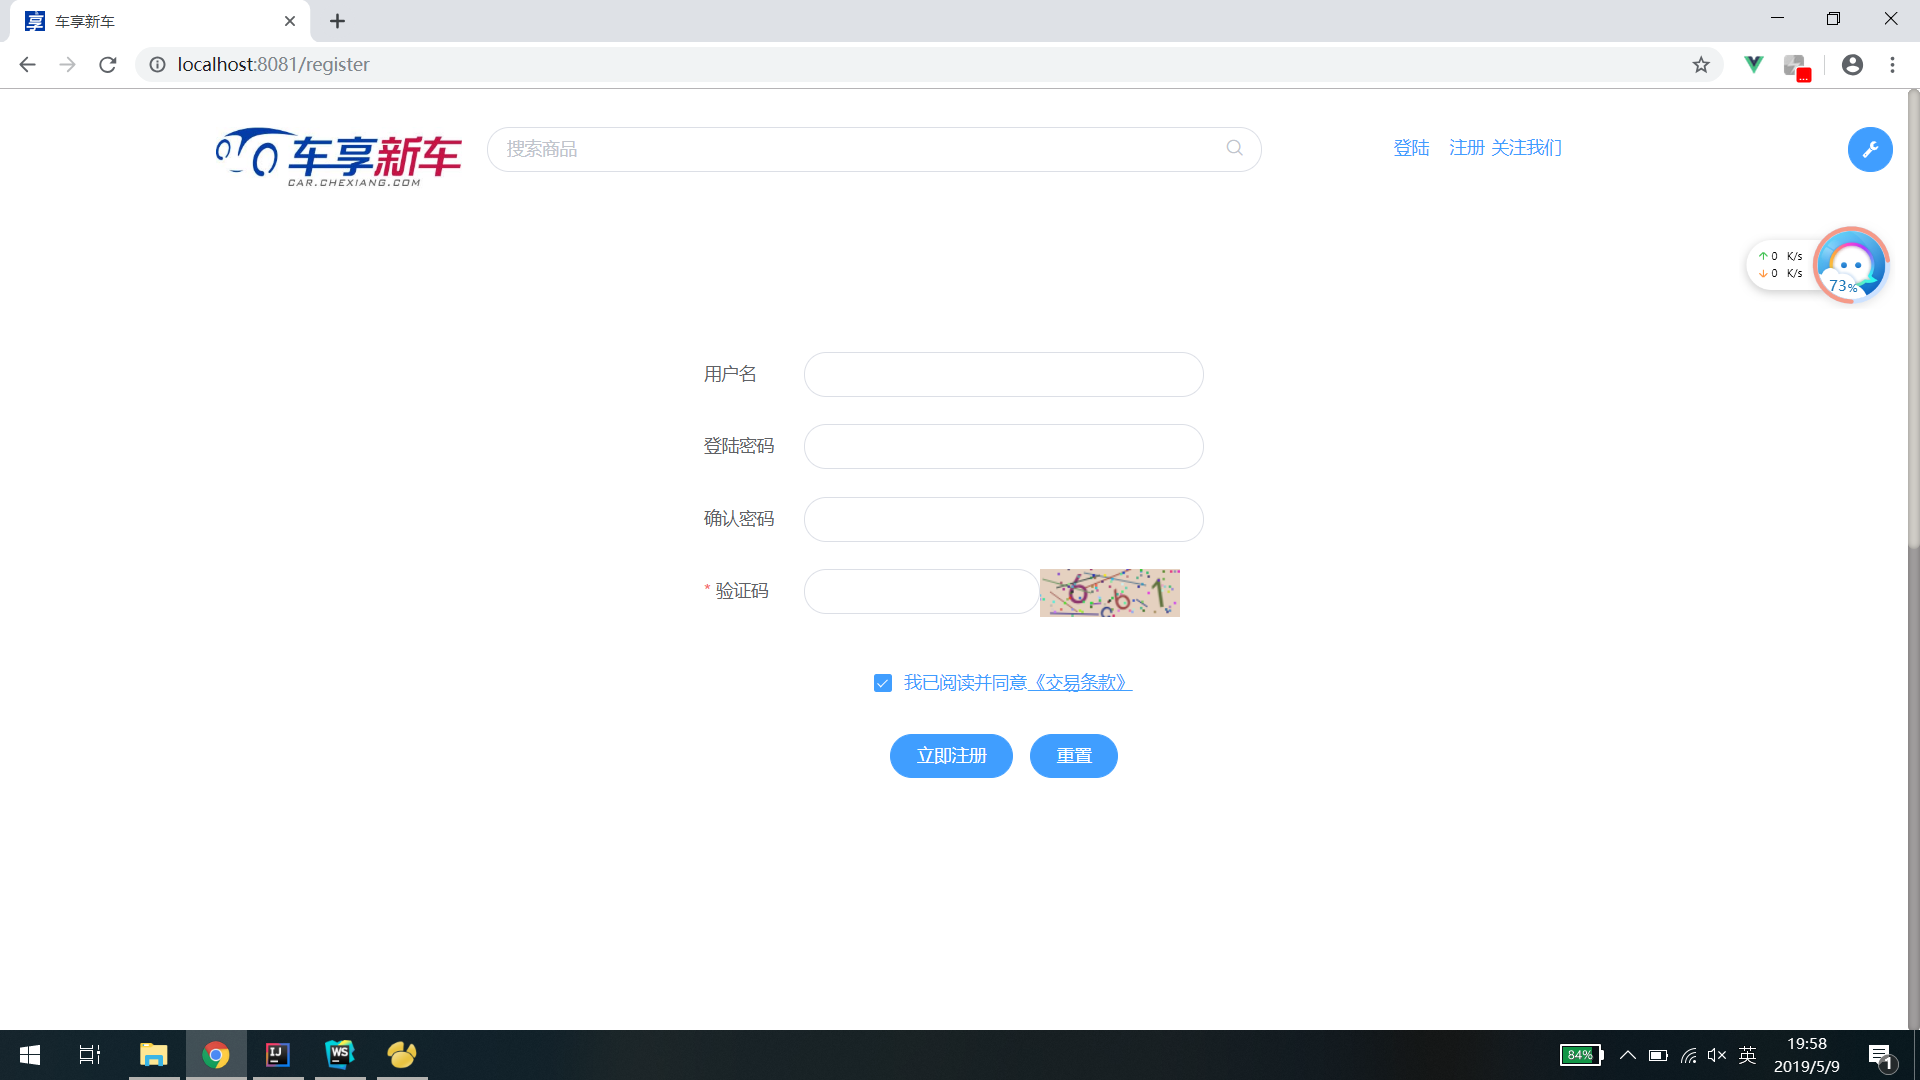 车享新车
localhost:8081/register
车享新车
CAR.CHEXIANG.COM
搜索商品
登陆 注册 关注我们
0 K/s
0 K/s
73%
用户名
登陆密码
确认密码
* 验证码
我已阅读并同意《交易条款》
立即注册 重置
IJ
WS
84%
英
19:58
2019/5/9
1